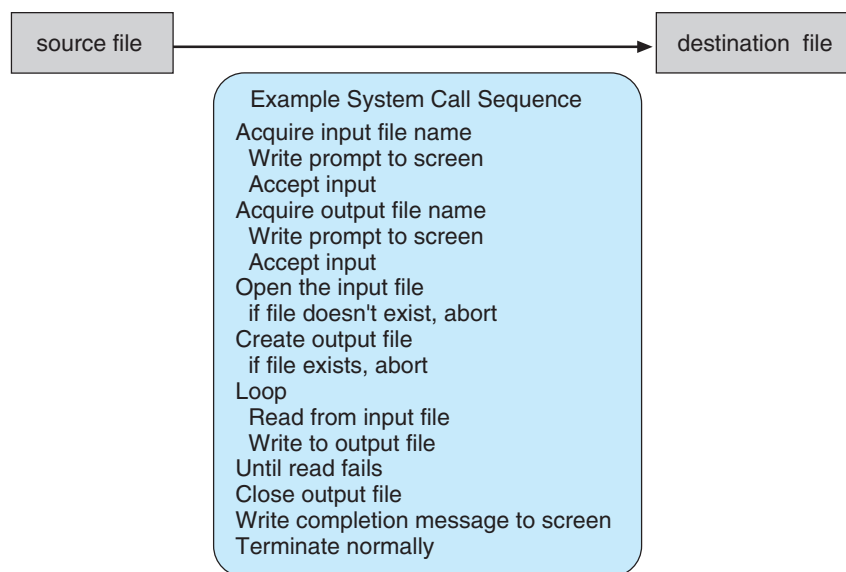 source file
destination file
Example System Call Sequence
Acquire input file name
Write prompt to screen
Accept input
Acquire output file name
Write prompt to screen
Accept input
Open the input file
if file doesn't exist, abort
Create output file
if file exists, abort
Loop
Read from input file
Write to output file
Until read fails
Close output file
Write completion message to screen
Terminate normally